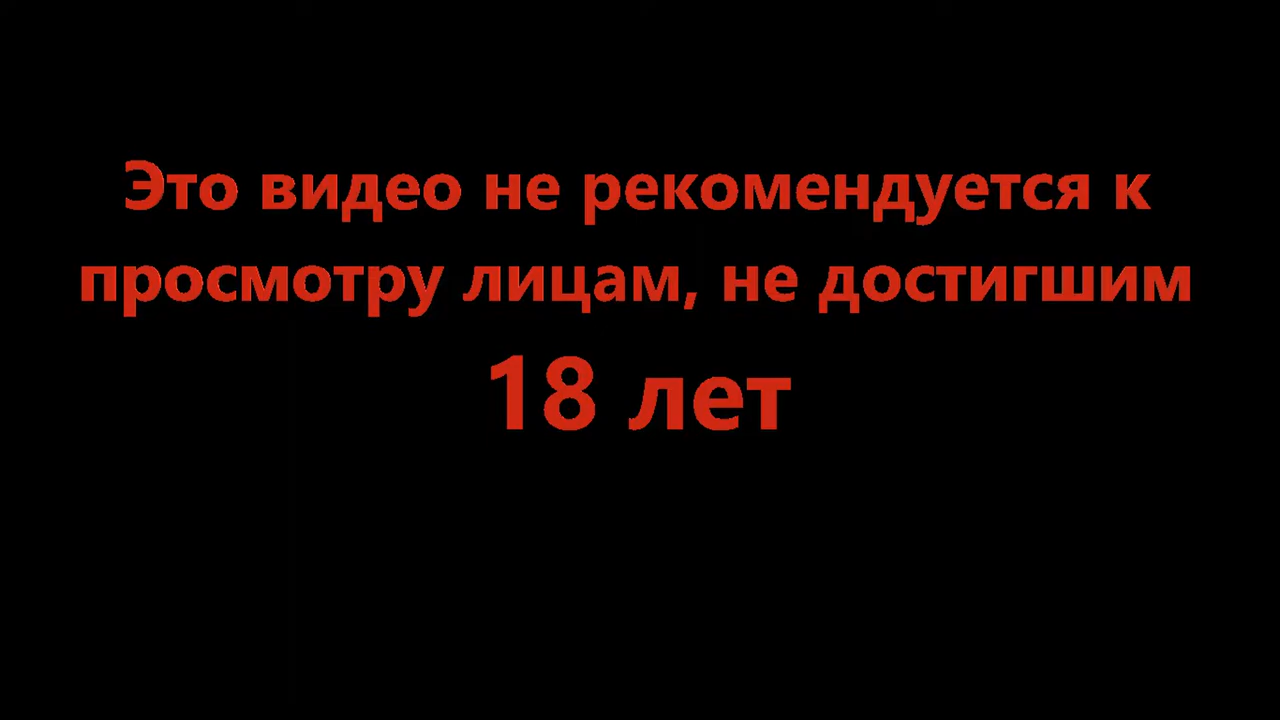 Это видео не рекомендуется к
просмотру лицам, не достигшим
18 лет